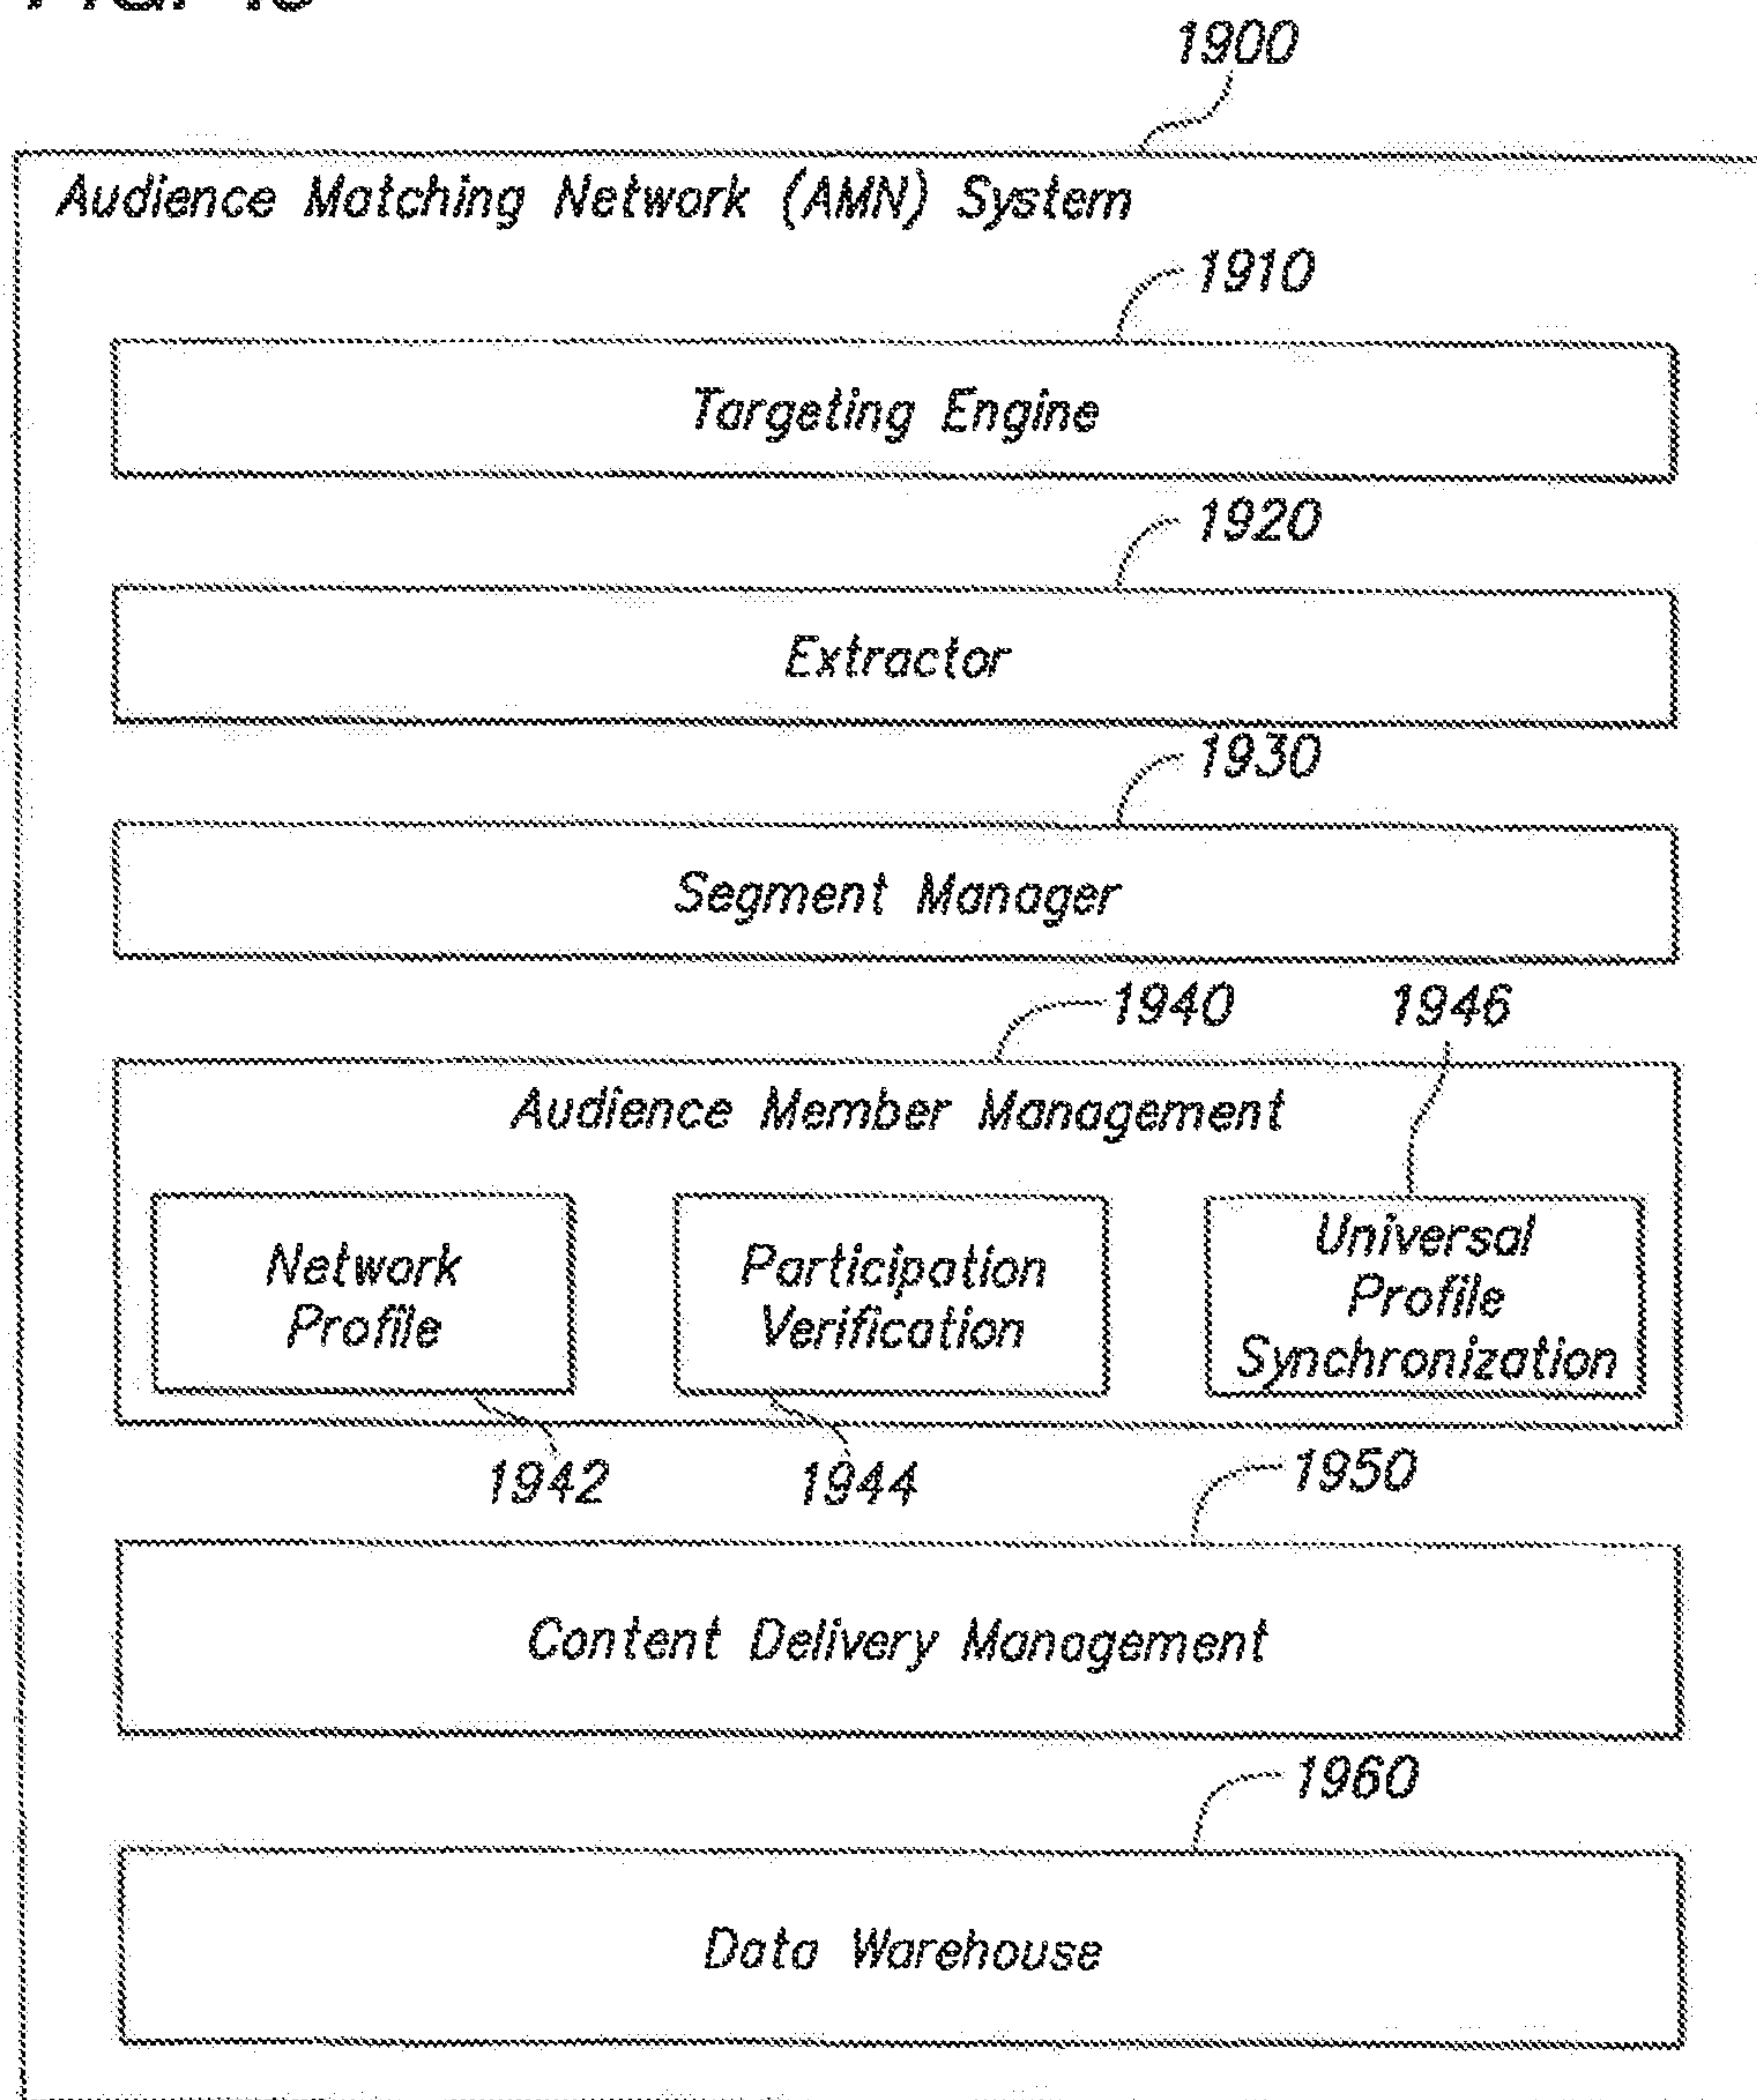 1900
Audience Matching Network (AMN) System
1910
Targeting Engine
1920
Extractor
1930
Segment Manager
1940
1946
Audience Member Management
Network
Profile
Participation
Verification
Universal
Profile
Synchronization
1942
1944
1950
Content Delivery Management
1960
Data Warehouse